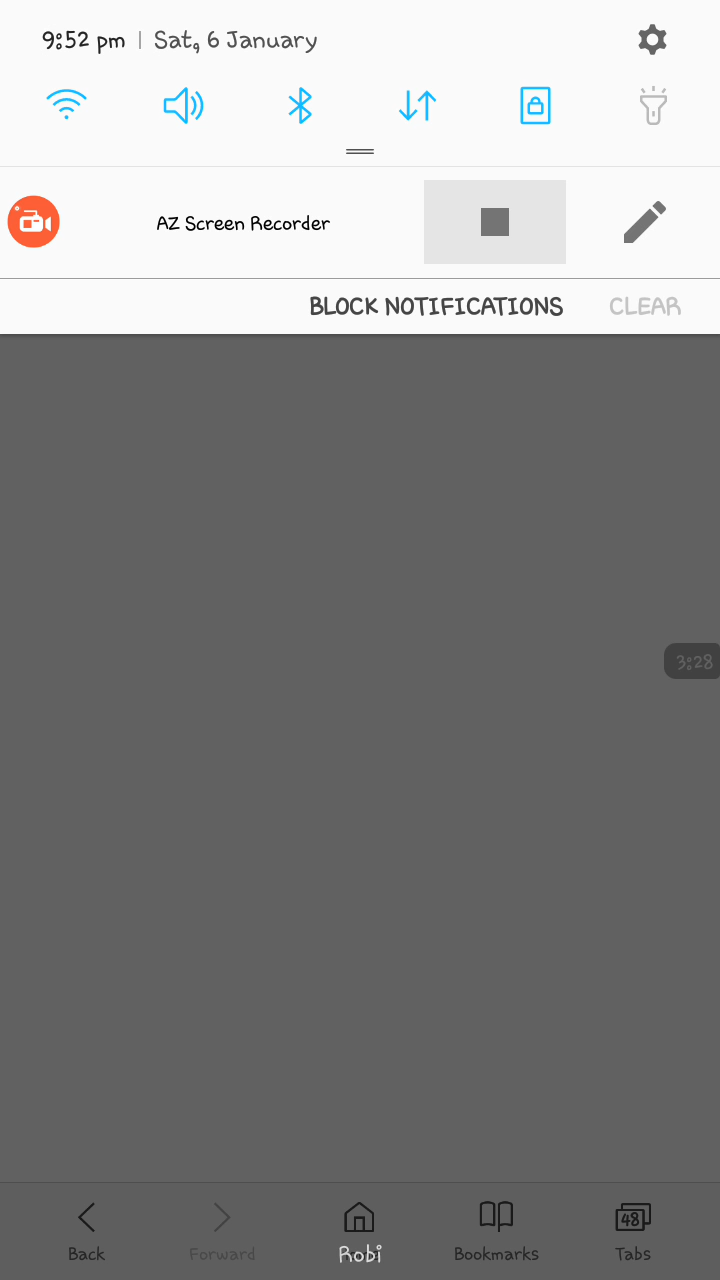 9:52 pm | Sat, 6 January
AZ Screen Recorder
BLOCK NOTIFICATIONS CLEAR
3:28
48
Back Forward Robi Bookmarks Tabs